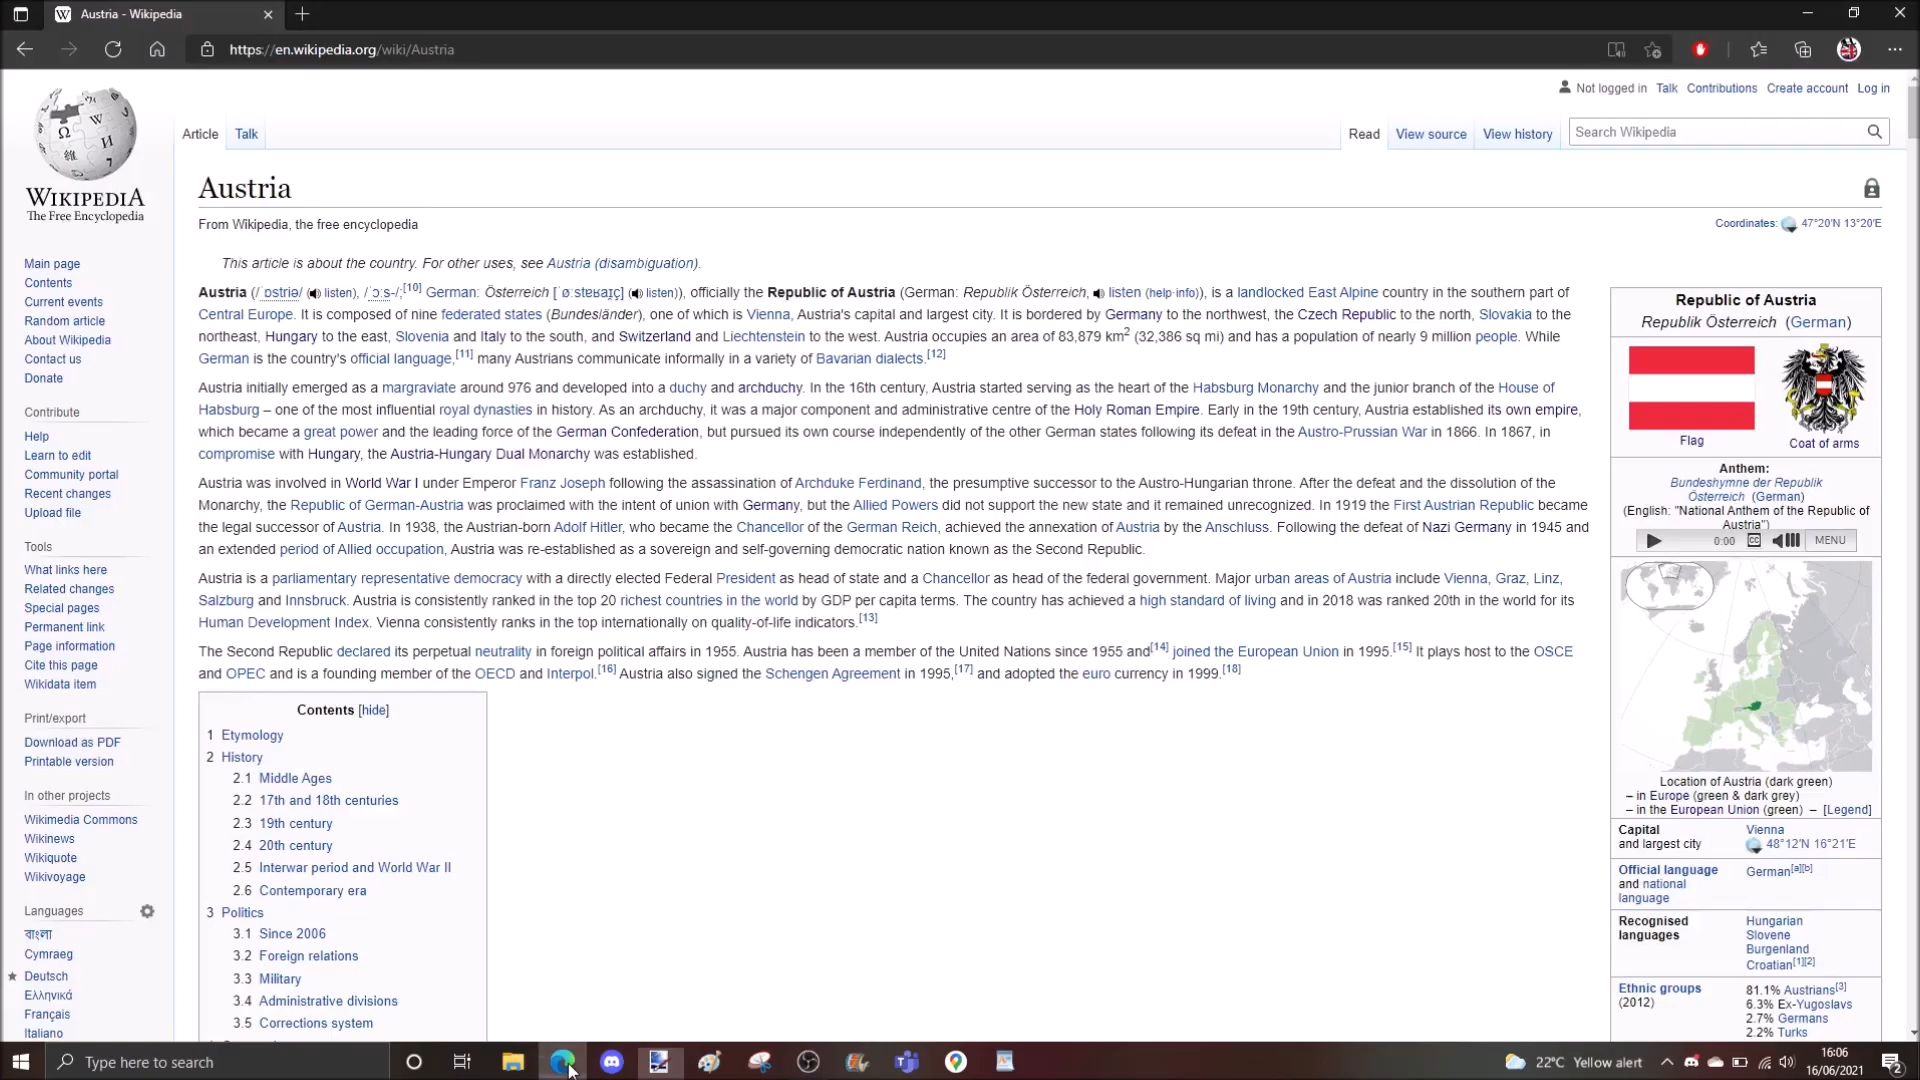 Austria - Wikipedia
https://en.wikipedia.org/wiki/Austria
Not logged in Talk Contributions Create account Log in
Article Talk Read View source View history Search Wikipedia
WIKIPEDIA
The Free Encyclopedia
Main page
Contents
Current events
Random article
About Wikipedia
Contact us
Donate
Contribute
Help
Learn to edit
Community portal
Recent changes
Upload file
Tools
What links here
Related changes
Special pages
Permanent link
Page information
Cite this page
Wikidata item
Print/export
Download as PDF
Printable version
In other projects
Wikimedia Commons
Wikinews
Wikiquote
Wikivoyage
Languages
বাংলা
Cymraeg
Deutsch
Ελληνικά
Français
Italiano
Austria
From Wikipedia, the free encyclopedia
Coordinates: 47°20′N 13°20′E
This article is about the country. For other uses, see Austria (disambiguation).
Austria (/ˈɒstriə/ (listen), /ˈɔːs-/;[10] German: Österreich [ˈøːstɐʁaɪç] (listen)), officially the Republic of Austria (German: Republik Österreich, listen (help·info)), is a landlocked East Alpine country in the southern part of
Central Europe. It is composed of nine federated states (Bundesländer), one of which is Vienna, Austria's capital and largest city. It is bordered by Germany to the northwest, the Czech Republic to the north, Slovakia to the
northeast, Hungary to the east, Slovenia and Italy to the south, and Switzerland and Liechtenstein to the west. Austria occupies an area of 83,879 km2 (32,386 sq mi) and has a population of nearly 9 million people. While
German is the country's official language,[11] many Austrians communicate informally in a variety of Bavarian dialects.[12]
Austria initially emerged as a margraviate around 976 and developed into a duchy and archduchy. In the 16th century, Austria started serving as the heart of the Habsburg Monarchy and the junior branch of the House of
Habsburg – one of the most influential royal dynasties in history. As an archduchy, it was a major component and administrative centre of the Holy Roman Empire. Early in the 19th century, Austria established its own empire,
which became a great power and the leading force of the German Confederation, but pursued its own course independently of the other German states following its defeat in the Austro-Prussian War in 1866. In 1867, in
compromise with Hungary, the Austria-Hungary Dual Monarchy was established.
Austria was involved in World War I under Emperor Franz Joseph following the assassination of Archduke Ferdinand, the presumptive successor to the Austro-Hungarian throne. After the defeat and the dissolution of the
Monarchy, the Republic of German-Austria was proclaimed with the intent of union with Germany, but the Allied Powers did not support the new state and it remained unrecognized. In 1919 the First Austrian Republic became
the legal successor of Austria. In 1938, the Austrian-born Adolf Hitler, who became the Chancellor of the German Reich, achieved the annexation of Austria by the Anschluss. Following the defeat of Nazi Germany in 1945 and
an extended period of Allied occupation, Austria was re-established as a sovereign and self-governing democratic nation known as the Second Republic.
Austria is a parliamentary representative democracy with a directly elected Federal President as head of state and a Chancellor as head of the federal government. Major urban areas of Austria include Vienna, Graz, Linz,
Salzburg and Innsbruck. Austria is consistently ranked in the top 20 richest countries in the world by GDP per capita terms. The country has achieved a high standard of living and in 2018 was ranked 20th in the world for its
Human Development Index. Vienna consistently ranks in the top internationally on quality-of-life indicators.[13]
The Second Republic declared its perpetual neutrality in foreign political affairs in 1955. Austria has been a member of the United Nations since 1955 and[14] joined the European Union in 1995.[15] It plays host to the OSCE
and OPEC and is a founding member of the OECD and Interpol.[16] Austria also signed the Schengen Agreement in 1995,[17] and adopted the euro currency in 1999.[18]
Contents [hide]
1 Etymology
2 History
2.1 Middle Ages
2.2 17th and 18th centuries
2.3 19th century
2.4 20th century
2.5 Interwar period and World War II
2.6 Contemporary era
3 Politics
3.1 Since 2006
3.2 Foreign relations
3.3 Military
3.4 Administrative divisions
3.5 Corrections system
Republic of Austria
Republik Österreich (German)
Flag
Coat of arms
Anthem:
Bundeshymne der Republik
Österreich (German)
(English: "National Anthem of the Republic of
Austria")
0:00 CC MENU
Location of Austria (dark green)
– in Europe (green & dark grey)
– in the European Union (green) – [Legend]
Capital Vienna
and largest city 48°12′N 16°21′E
Official language German[a][b]
and national
language
Recognised Hungarian
languages Slovene
Burgenland
Croatian[1][2]
Ethnic groups 81.1% Austrians[3]
(2012) 6.3% Ex-Yugoslavs
2.7% Germans
2.2% Turks
Type here to search
22°C Yellow alert
16:06
16/06/2021
2